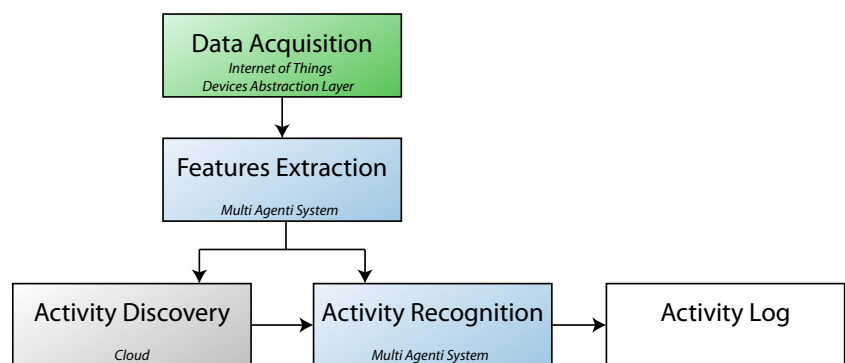 Data Acquisition
Internet of Things
Devices Abstraction Layer
Features Extraction
Multi Agenti System
Activity Discovery
Cloud
Activity Recognition
Multi Agenti System
Activity Log